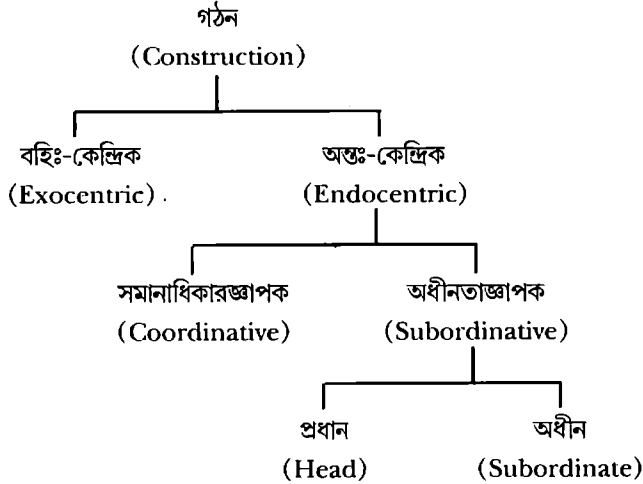 গঠন
(Construction)
বহিঃ-কেন্দ্রিক অন্তঃ-কেন্দ্রিক
(Exocentric) (Endocentric)
সমানাধিকারজ্ঞাপক অধীনতাজ্ঞাপক
(Coordinative) (Subordinative)
প্রধান অধীন
(Head) (Subordinate)